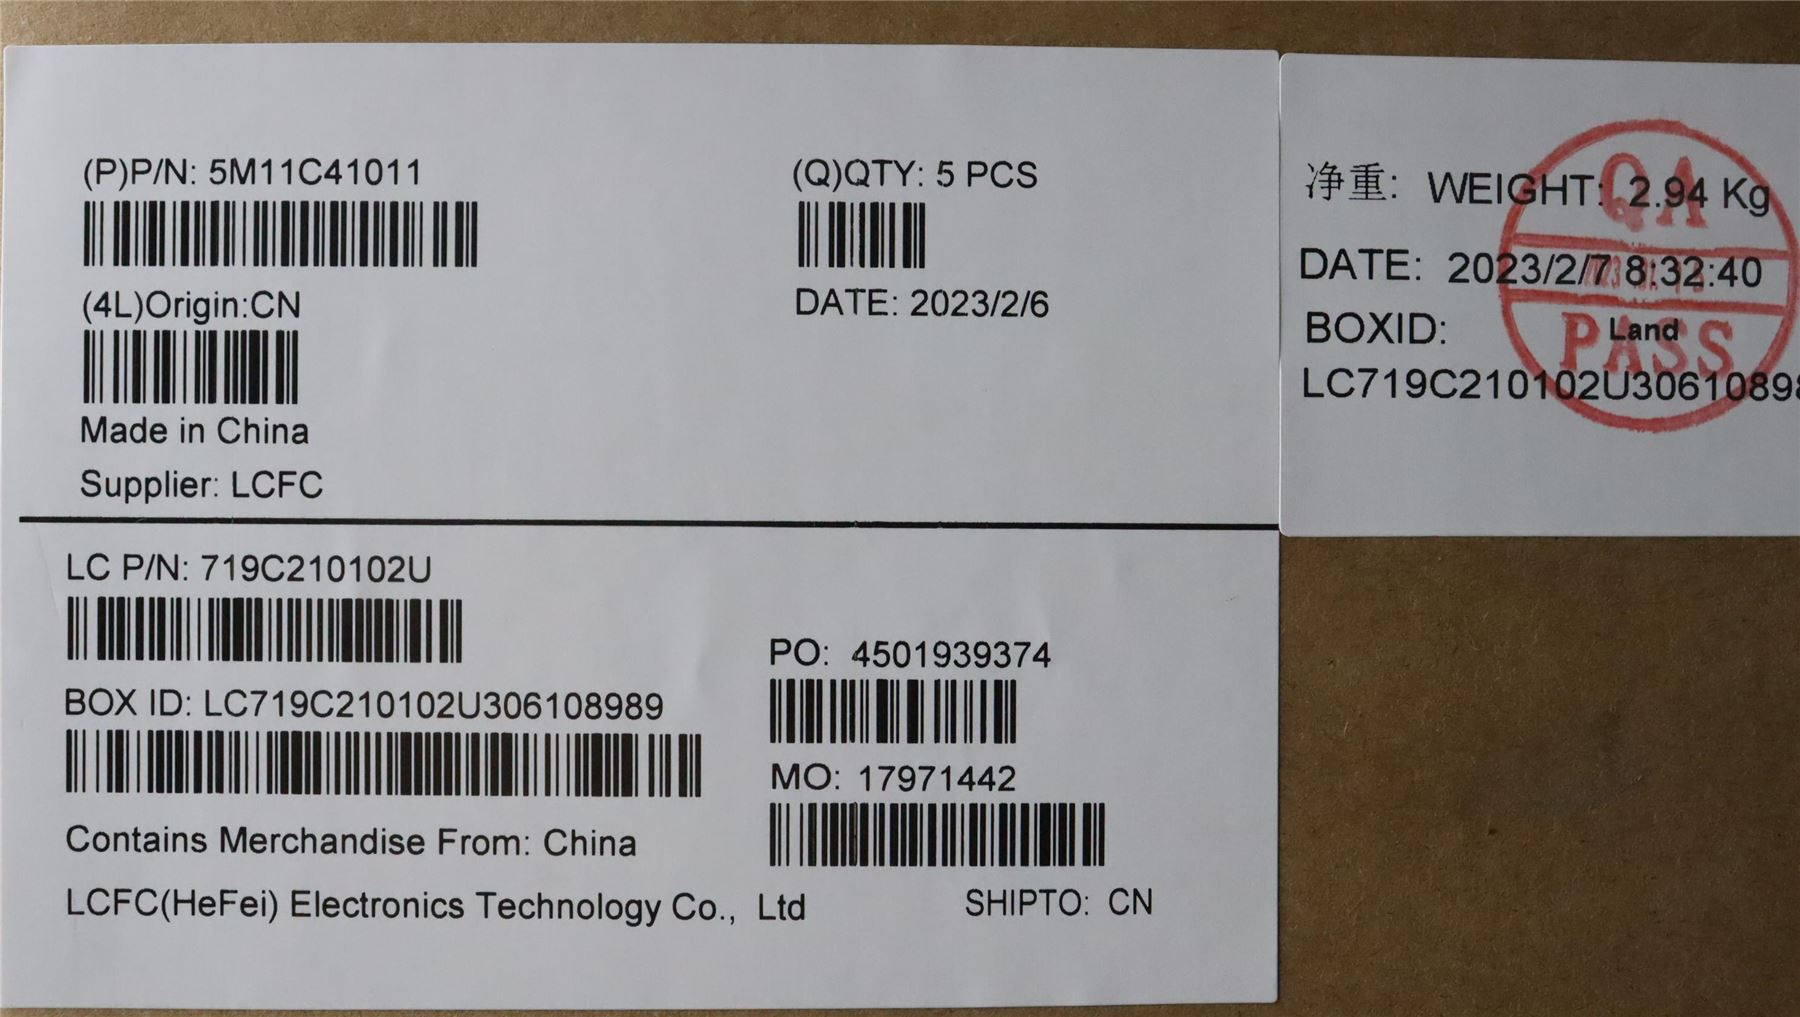 (P)P/N: 5M11C41011
(Q)QTY: 5 PCS
(4L)Origin:CN
DATE: 2023/2/6
Made in China
Supplier: LCFC
LC P/N: 719C210102U
PO: 4501939374
BOX ID: LC719C210102U306108989
MO: 17971442
Contains Merchandise From: China
LCFC(HeFei) Electronics Technology Co., Ltd
SHIPTO: CN
净重: WEIGHT: 2.94 Kg
DATE: 2023/2/7 8:32:40
BOXID:
Land
LC719C210102U30610898
QA
PASS